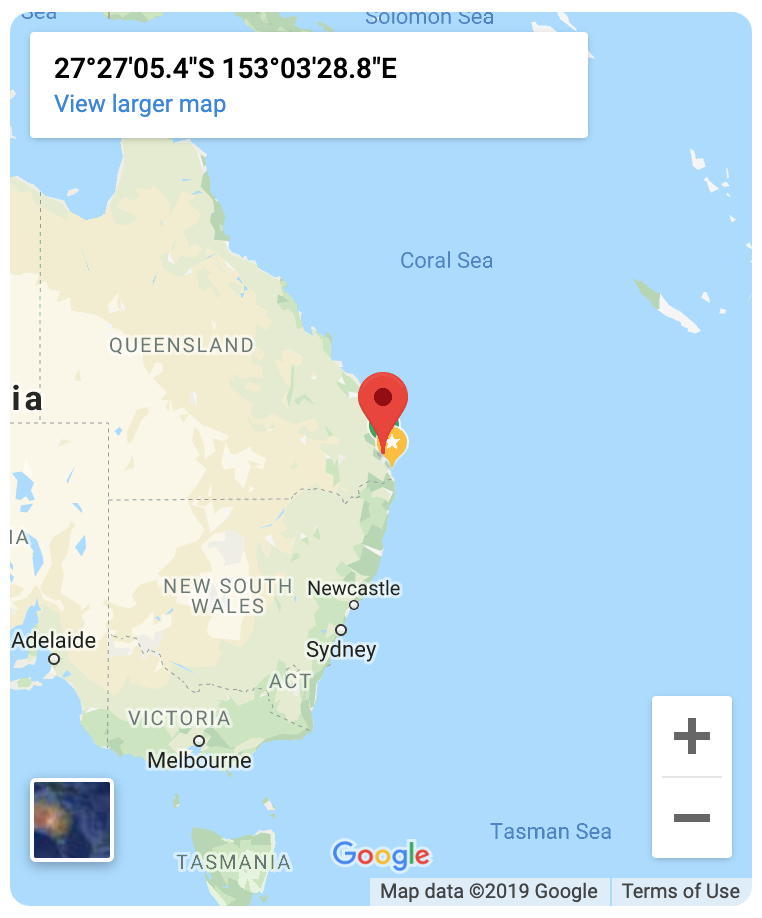 Sea
Solomon Sea
27°27'05.4"S 153°03'28.8"E
View larger map
Coral Sea
QUEENSLAND
ia
IA
NEW SOUTH
WALES
Newcastle
Adelaide
Sydney
ACT
VICTORIA
Melbourne
Tasman Sea
TASMANIA
Google
Map data ©2019 Google
Terms of Use